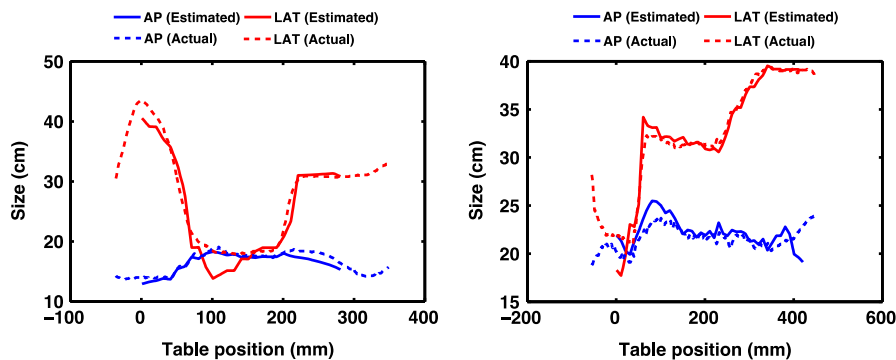 AP (Estimated) LAT (Estimated)
AP (Actual) LAT (Actual)
50
40
30
20
10
Size (cm)
−100 0 100 200 300 400
Table position (mm)
AP (Estimated) LAT (Estimated)
AP (Actual) LAT (Actual)
40
35
30
25
20
15
Size (cm)
−200 0 200 400 600
Table position (mm)